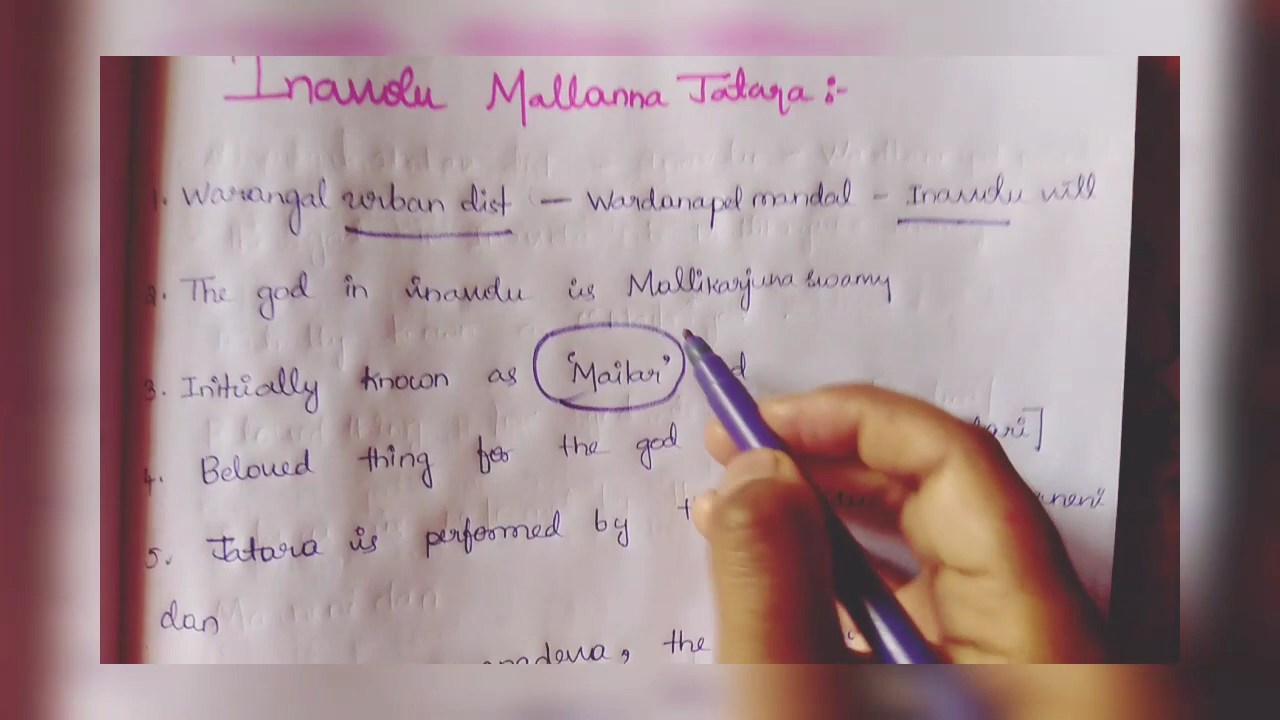 Inavolu Mallanna Jatara :-
1. Warangal urban dist – Wardanapet mandal – Inavolu vill
2. The god in inavolu is Mallikarjuna swamy
3. Initially known as 'Mailar'
4. Beloved thing for the god
5. Jatara is performed by
dan
the